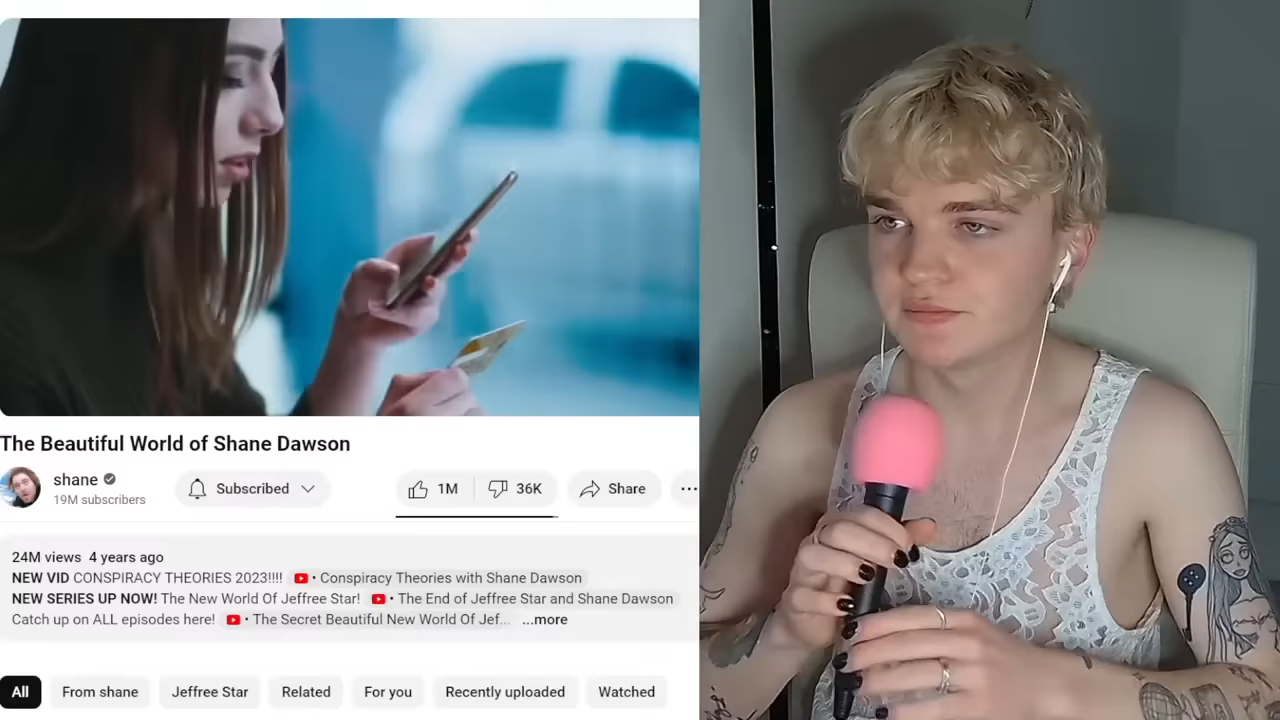 The Beautiful World of Shane Dawson
shane
19M subscribers
Subscribed
1M
36K
Share
24M views 4 years ago
NEW VID CONSPIRACY THEORIES 2023!!!! • Conspiracy Theories with Shane Dawson
NEW SERIES UP NOW! The New World Of Jeffree Star! • The End of Jeffree Star and Shane Dawson
Catch up on ALL episodes here! • The Secret Beautiful New World Of Jef... ...more
All From shane Jeffree Star Related For you Recently uploaded Watched